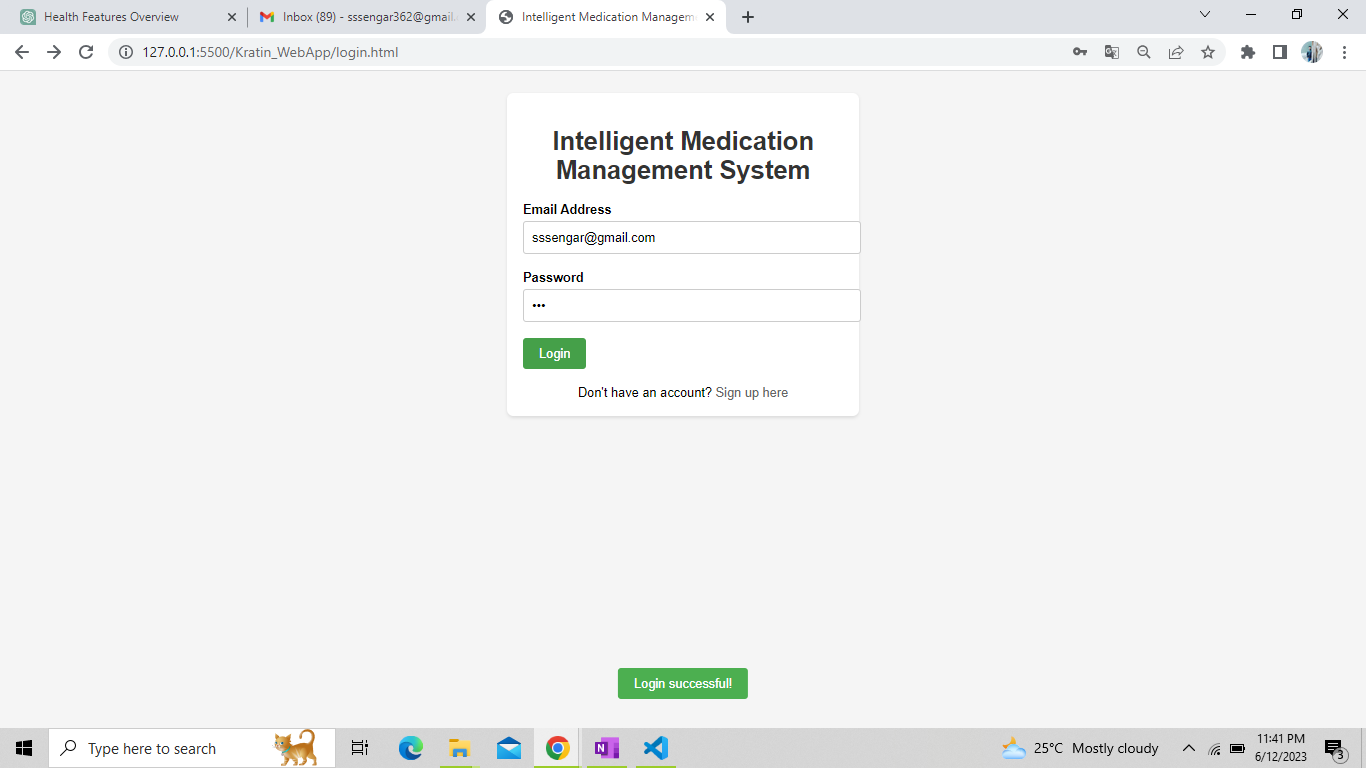 Health Features Overview
Inbox (89) - sssengar362@gmail.
Intelligent Medication Managem
127.0.0.1:5500/Kratin_WebApp/login.html
Intelligent Medication
Management System
Email Address
sssengar@gmail.com
Password
•••
Login
Don't have an account? Sign up here
Login successful!
Type here to search
N
25°C Mostly cloudy
11:41 PM
6/12/2023
3